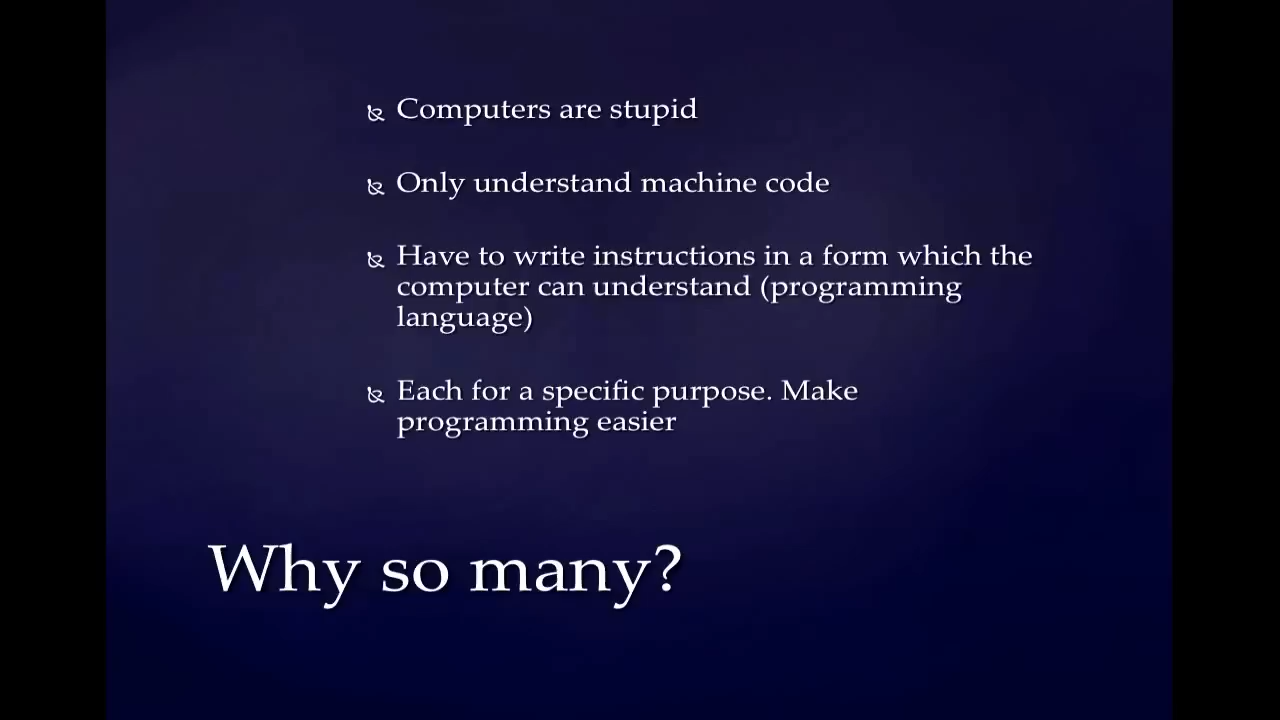 Computers are stupid
Only understand machine code
Have to write instructions in a form which the
computer can understand (programming
language)
Each for a specific purpose. Make
programming easier
Why so many?